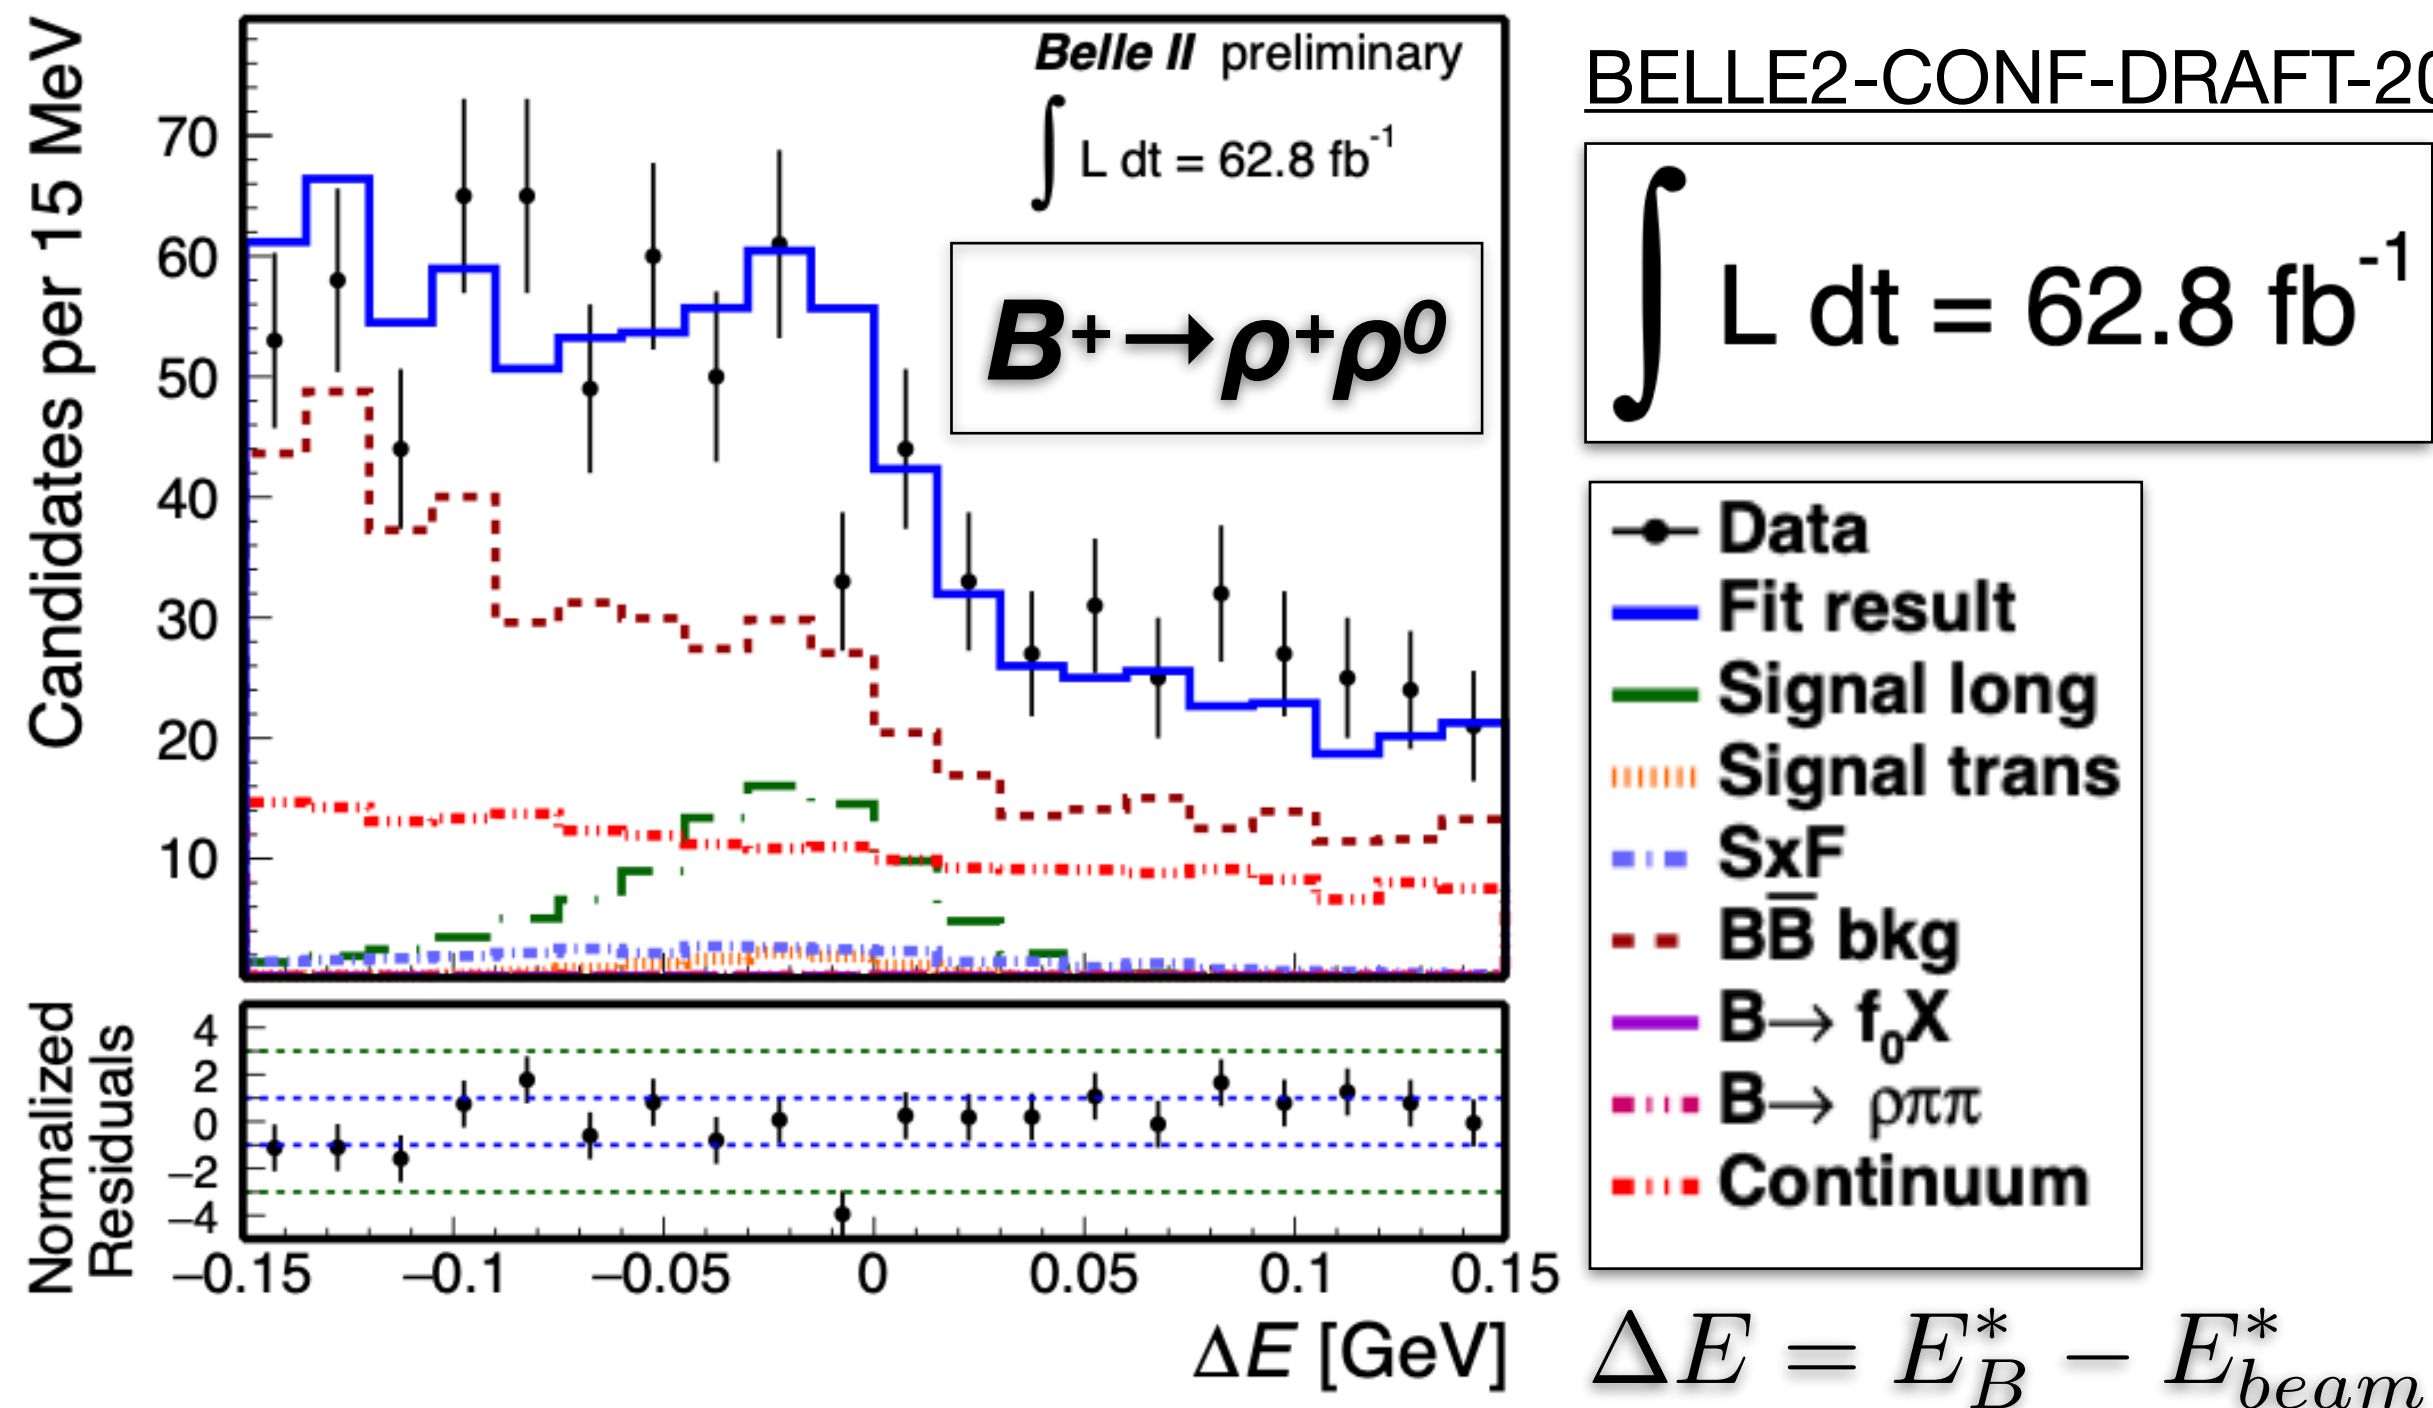 Candidates per 15 MeV
70
60
50
40
30
20
10
Belle II preliminary
∫ L dt = 62.8 fb⁻¹
B⁺→ρ⁺ρ⁰
Normalized
Residuals
4
2
0
−2
−4
−0.15 −0.1 −0.05 0 0.05 0.1 0.15
ΔE [GeV]
BELLE2-CONF-DRAFT-20
∫ L dt = 62.8 fb⁻¹
Data
Fit result
Signal long
Signal trans
SxF
BB̅ bkg
B→ f₀X
B→ ρππ
Continuum
ΔE = E*_B − E*_beam